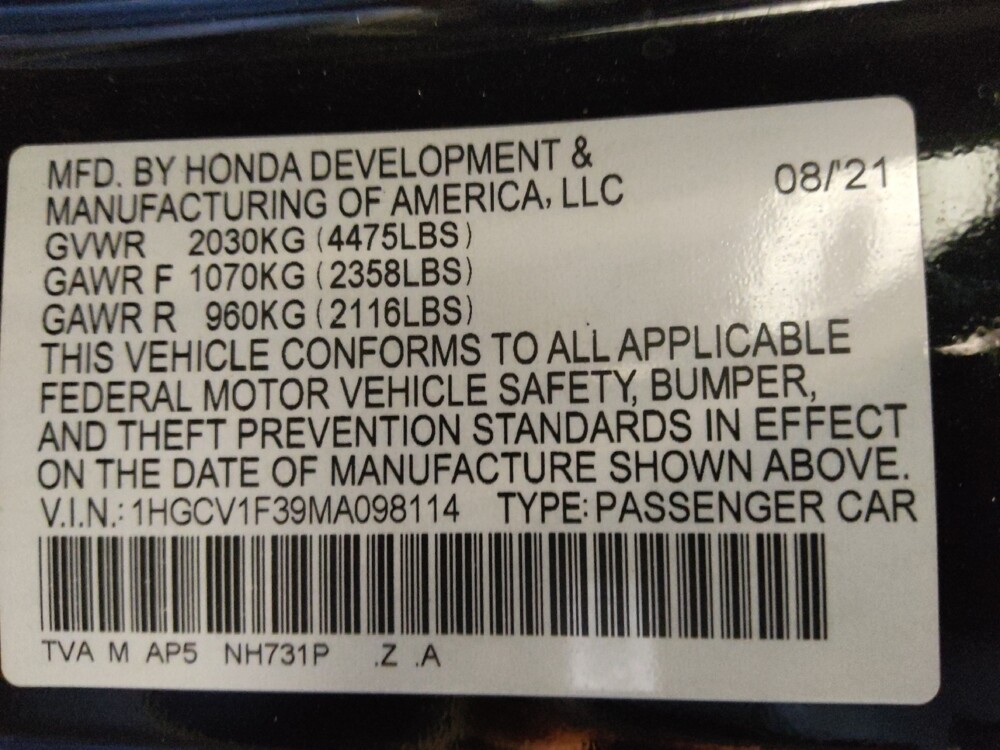 MFD. BY HONDA DEVELOPMENT &
MANUFACTURING OF AMERICA, LLC 08/'21
GVWR 2030KG (4475LBS)
GAWR F 1070KG (2358LBS)
GAWR R 960KG (2116LBS)
THIS VEHICLE CONFORMS TO ALL APPLICABLE
FEDERAL MOTOR VEHICLE SAFETY, BUMPER,
AND THEFT PREVENTION STANDARDS IN EFFECT
ON THE DATE OF MANUFACTURE SHOWN ABOVE.
V.I.N.: 1HGCV1F39MA098114 TYPE: PASSENGER CAR
TVA M AP5 NH731P .Z .A